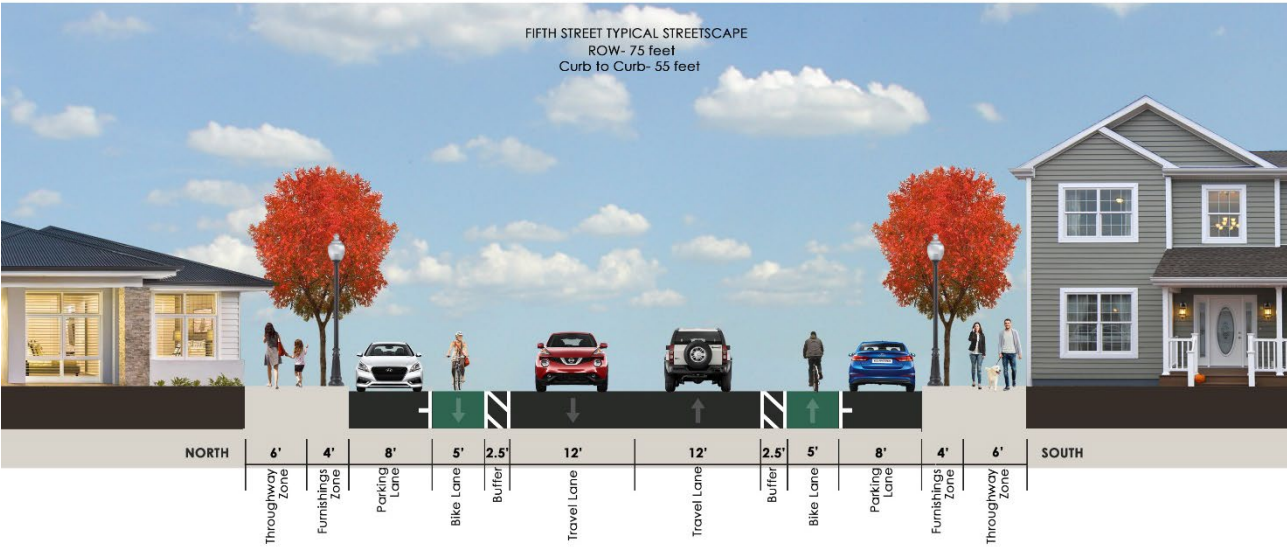 FIFTH STREET TYPICAL STREETSCAPE
ROW- 75 feet
Curb to Curb- 55 feet
NORTH
6'
4'
8'
5'
2.5'
12'
12'
2.5'
5'
8'
4'
6'
SOUTH
Throughway
Zone
Furnishings
Zone
Parking
Lane
Bike Lane
Buffer
Travel Lane
Travel Lane
Buffer
Bike Lane
Parking
Lane
Furnishings
Zone
Throughway
Zone